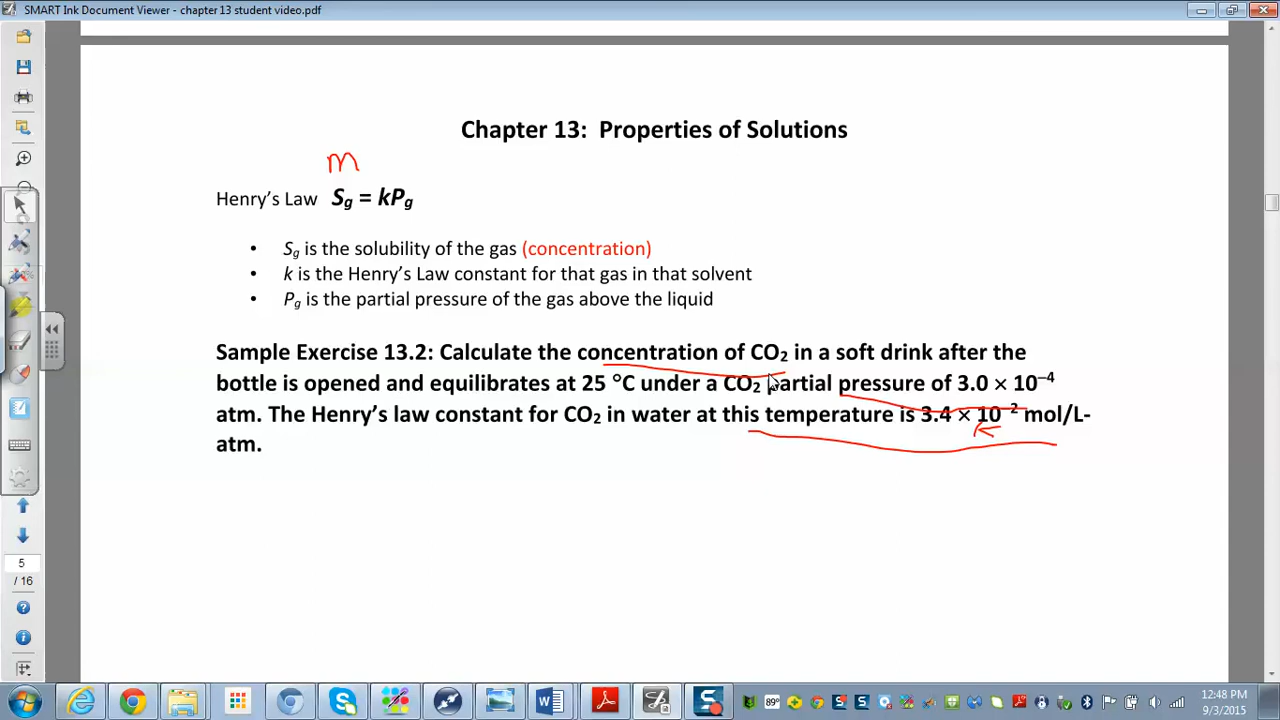 SMART Ink Document Viewer - chapter 13 student video.pdf
Chapter 13: Properties of Solutions
m
Henry's Law Sg = kPg
• Sg is the solubility of the gas (concentration)
• k is the Henry's Law constant for that gas in that solvent
• Pg is the partial pressure of the gas above the liquid
Sample Exercise 13.2: Calculate the concentration of CO₂ in a soft drink after the
bottle is opened and equilibrates at 25 °C under a CO₂ partial pressure of 3.0 × 10⁻⁴
atm. The Henry's law constant for CO₂ in water at this temperature is 3.4 × 10⁻² mol/L-
atm.
5
/ 16
89°
12:48 PM
9/3/2015